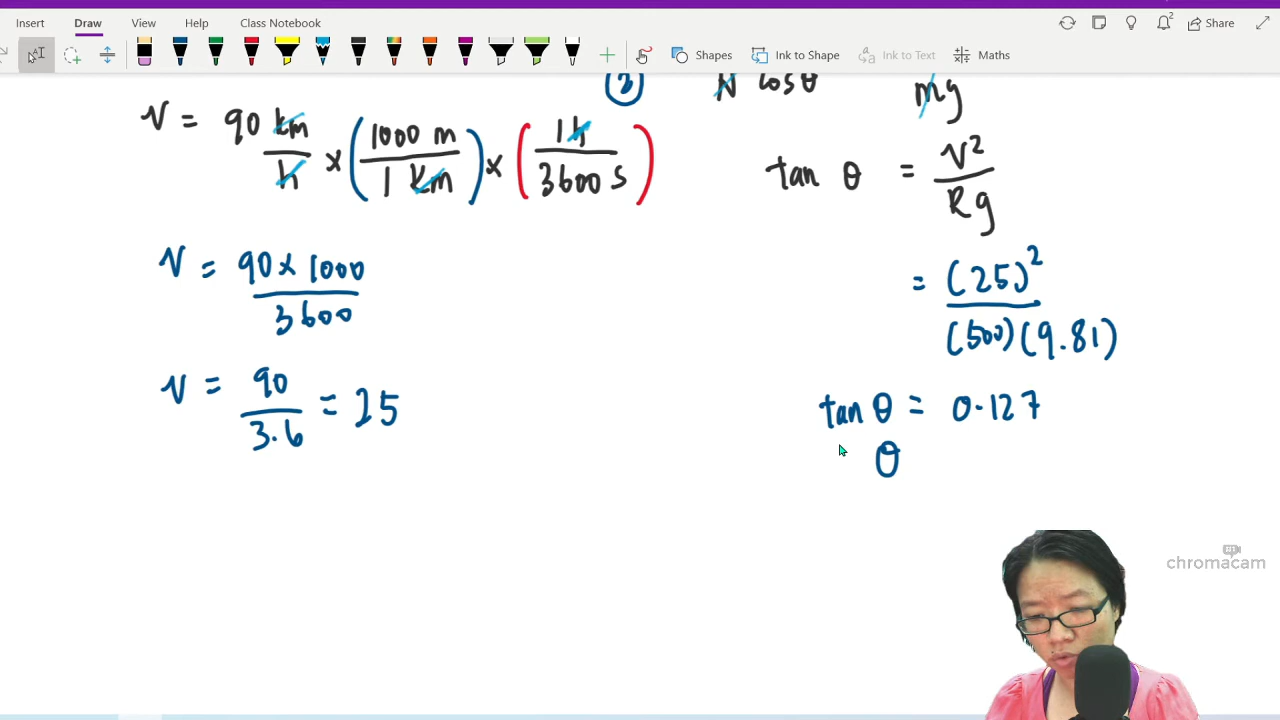 Insert Draw View Help Class Notebook
2 Share
Shapes Ink to Shape Ink to Text Maths
2 N cos θ mg
v = 90 km/h × (1000 m/1 km) × (1h/3600 s)
tan θ = v²/Rg
v = 90 × 1000/3600
= (25)²/(500)(9.81)
v = 90/3.6 = 25
tan θ = 0.127
θ
chromacam